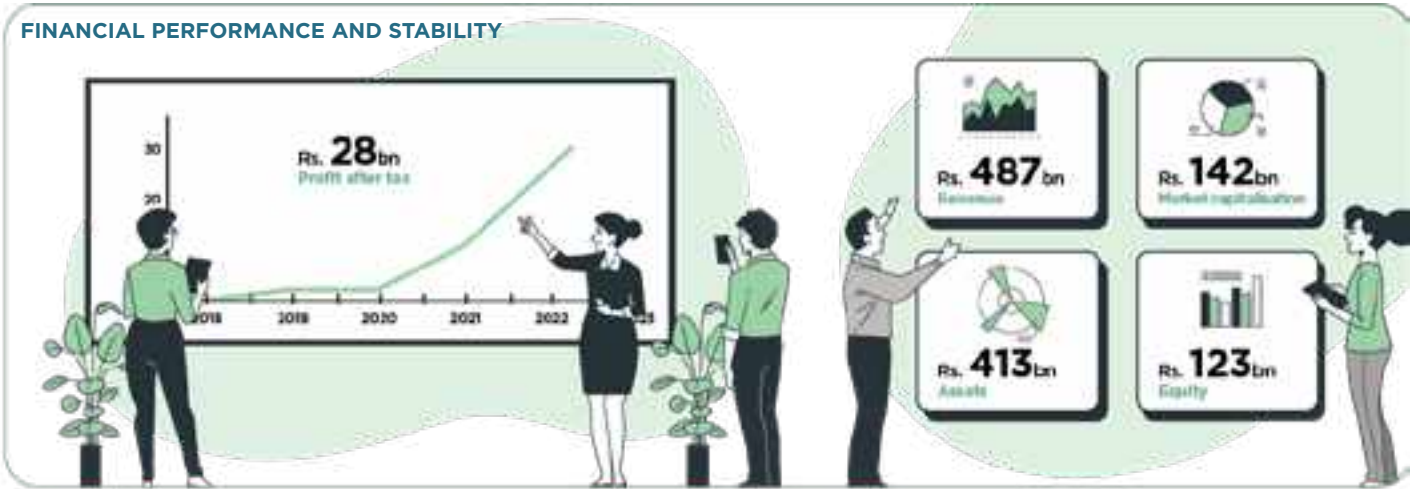 FINANCIAL PERFORMANCE AND STABILITY
30
Rs. 28bn
Profit after tax
20
2018
2019
2020
2021
2022
Rs. 487bn
Revenue
Rs. 142bn
Market capitalisation
Rs. 413bn
Assets
Rs. 123bn
Equity